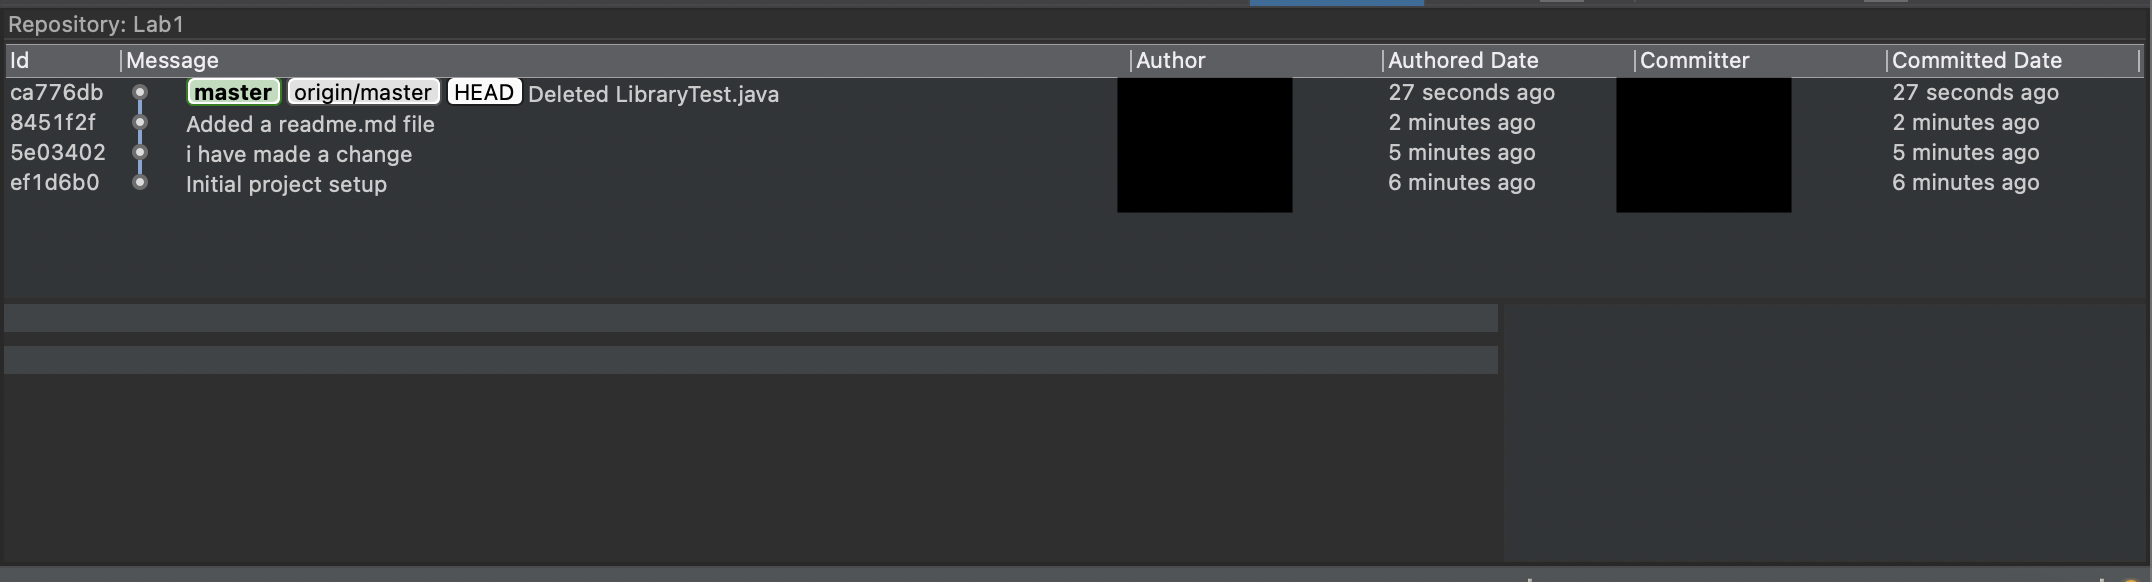 Repository: Lab1
Id Message Author Authored Date Committer Committed Date
ca776db master origin/master HEAD Deleted LibraryTest.java 27 seconds ago 27 seconds ago
8451f2f Added a readme.md file 2 minutes ago 2 minutes ago
5e03402 i have made a change 5 minutes ago 5 minutes ago
ef1d6b0 Initial project setup 6 minutes ago 6 minutes ago